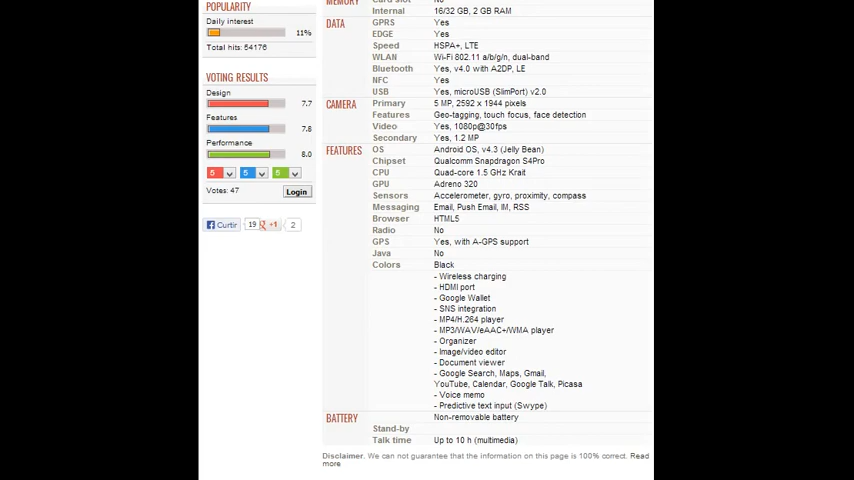 POPULARITY
Daily interest
11%
Total hits: 54176
VOTING RESULTS
Design
7.7
Features
7.8
Performance
8.0
5 5 5
Votes: 47
Login
Curtir 19 +1 2
MEMORY Card slot No
Internal 16/32 GB, 2 GB RAM
DATA GPRS Yes
EDGE Yes
Speed HSPA+, LTE
WLAN Wi-Fi 802.11 a/b/g/n, dual-band
Bluetooth Yes, v4.0 with A2DP, LE
NFC Yes
USB Yes, microUSB (SlimPort) v2.0
CAMERA Primary 5 MP, 2592 x 1944 pixels
Features Geo-tagging, touch focus, face detection
Video Yes, 1080p@30fps
Secondary Yes, 1.2 MP
FEATURES OS Android OS, v4.3 (Jelly Bean)
Chipset Qualcomm Snapdragon S4Pro
CPU Quad-core 1.5 GHz Krait
GPU Adreno 320
Sensors Accelerometer, gyro, proximity, compass
Messaging Email, Push Email, IM, RSS
Browser HTML5
Radio No
GPS Yes, with A-GPS support
Java No
Colors Black
- Wireless charging
- HDMI port
- Google Wallet
- SNS integration
- MP4/H.264 player
- MP3/WAV/eAAC+/WMA player
- Organizer
- Image/video editor
- Document viewer
- Google Search, Maps, Gmail,
YouTube, Calendar, Google Talk, Picasa
- Voice memo
- Predictive text input (Swype)
BATTERY Non-removable battery
Stand-by
Talk time Up to 10 h (multimedia)
Disclaimer. We can not guarantee that the information on this page is 100% correct. Read
more